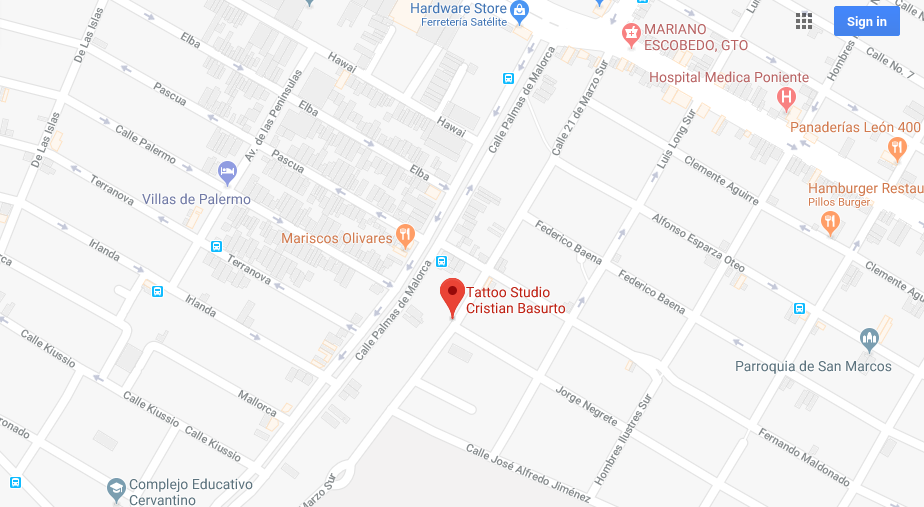 Hardware Store
Ferretería Satélite
Sign in
De Las Islas
Elba
Hawai
MARIANO
ESCOBEDO, GTO
Calle No. 7
Hombres
Hospital Medica Poniente
Pascua
Av. de las Penínsulas
Elba
Hawai
Calle Palmas de Malorca
Calle 21 de Marzo Sur
Luis Long Sur
Panaderías León 400
De Las Islas
Calle Palermo
Pascua
Elba
Clemente Aguirre
Terranova
Villas de Palermo
Hamburger Restau
Pillos Burger
Mariscos Olivares
Federico Baena
Alfonso Esparza Oteo
Irlanda
Terranova
Clemente Agui
Irlanda
Calle Palmas de Malorca
Tattoo Studio
Cristian Basurto
Federico Baena
Calle Kiussio
Parroquia de San Marcos
Mallorca
Calle Kiussio
Jorge Negrete
Hombres Ilustres Sur
Calle Kiussio
Fernando Maldonado
Calle José Alfredo Jiménez
Complejo Educativo
Cervantino
Marzo Sur